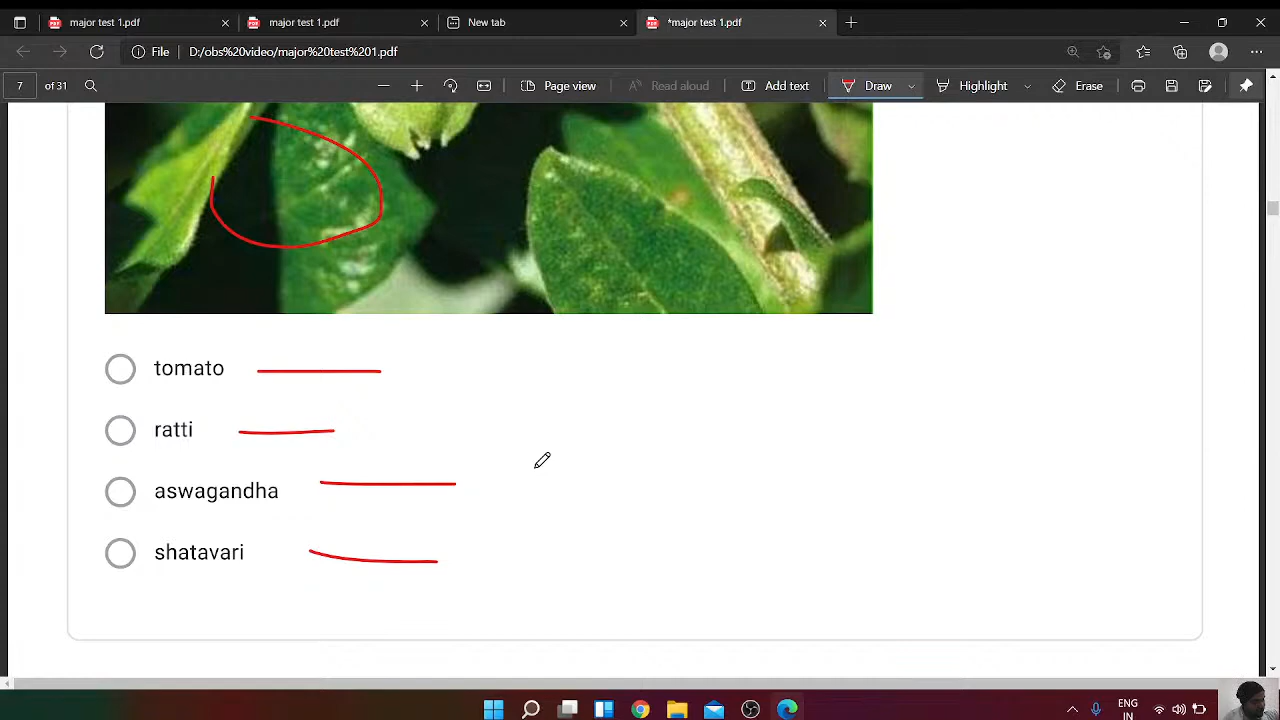 major test 1.pdf
major test 1.pdf
New tab
*major test 1.pdf
File
D:/obs%20video/major%20test%201.pdf
7
of 31
Page view
Read aloud
Add text
Draw
Highlight
Erase
tomato
ratti
aswagandha
shatavari
ENG
IN